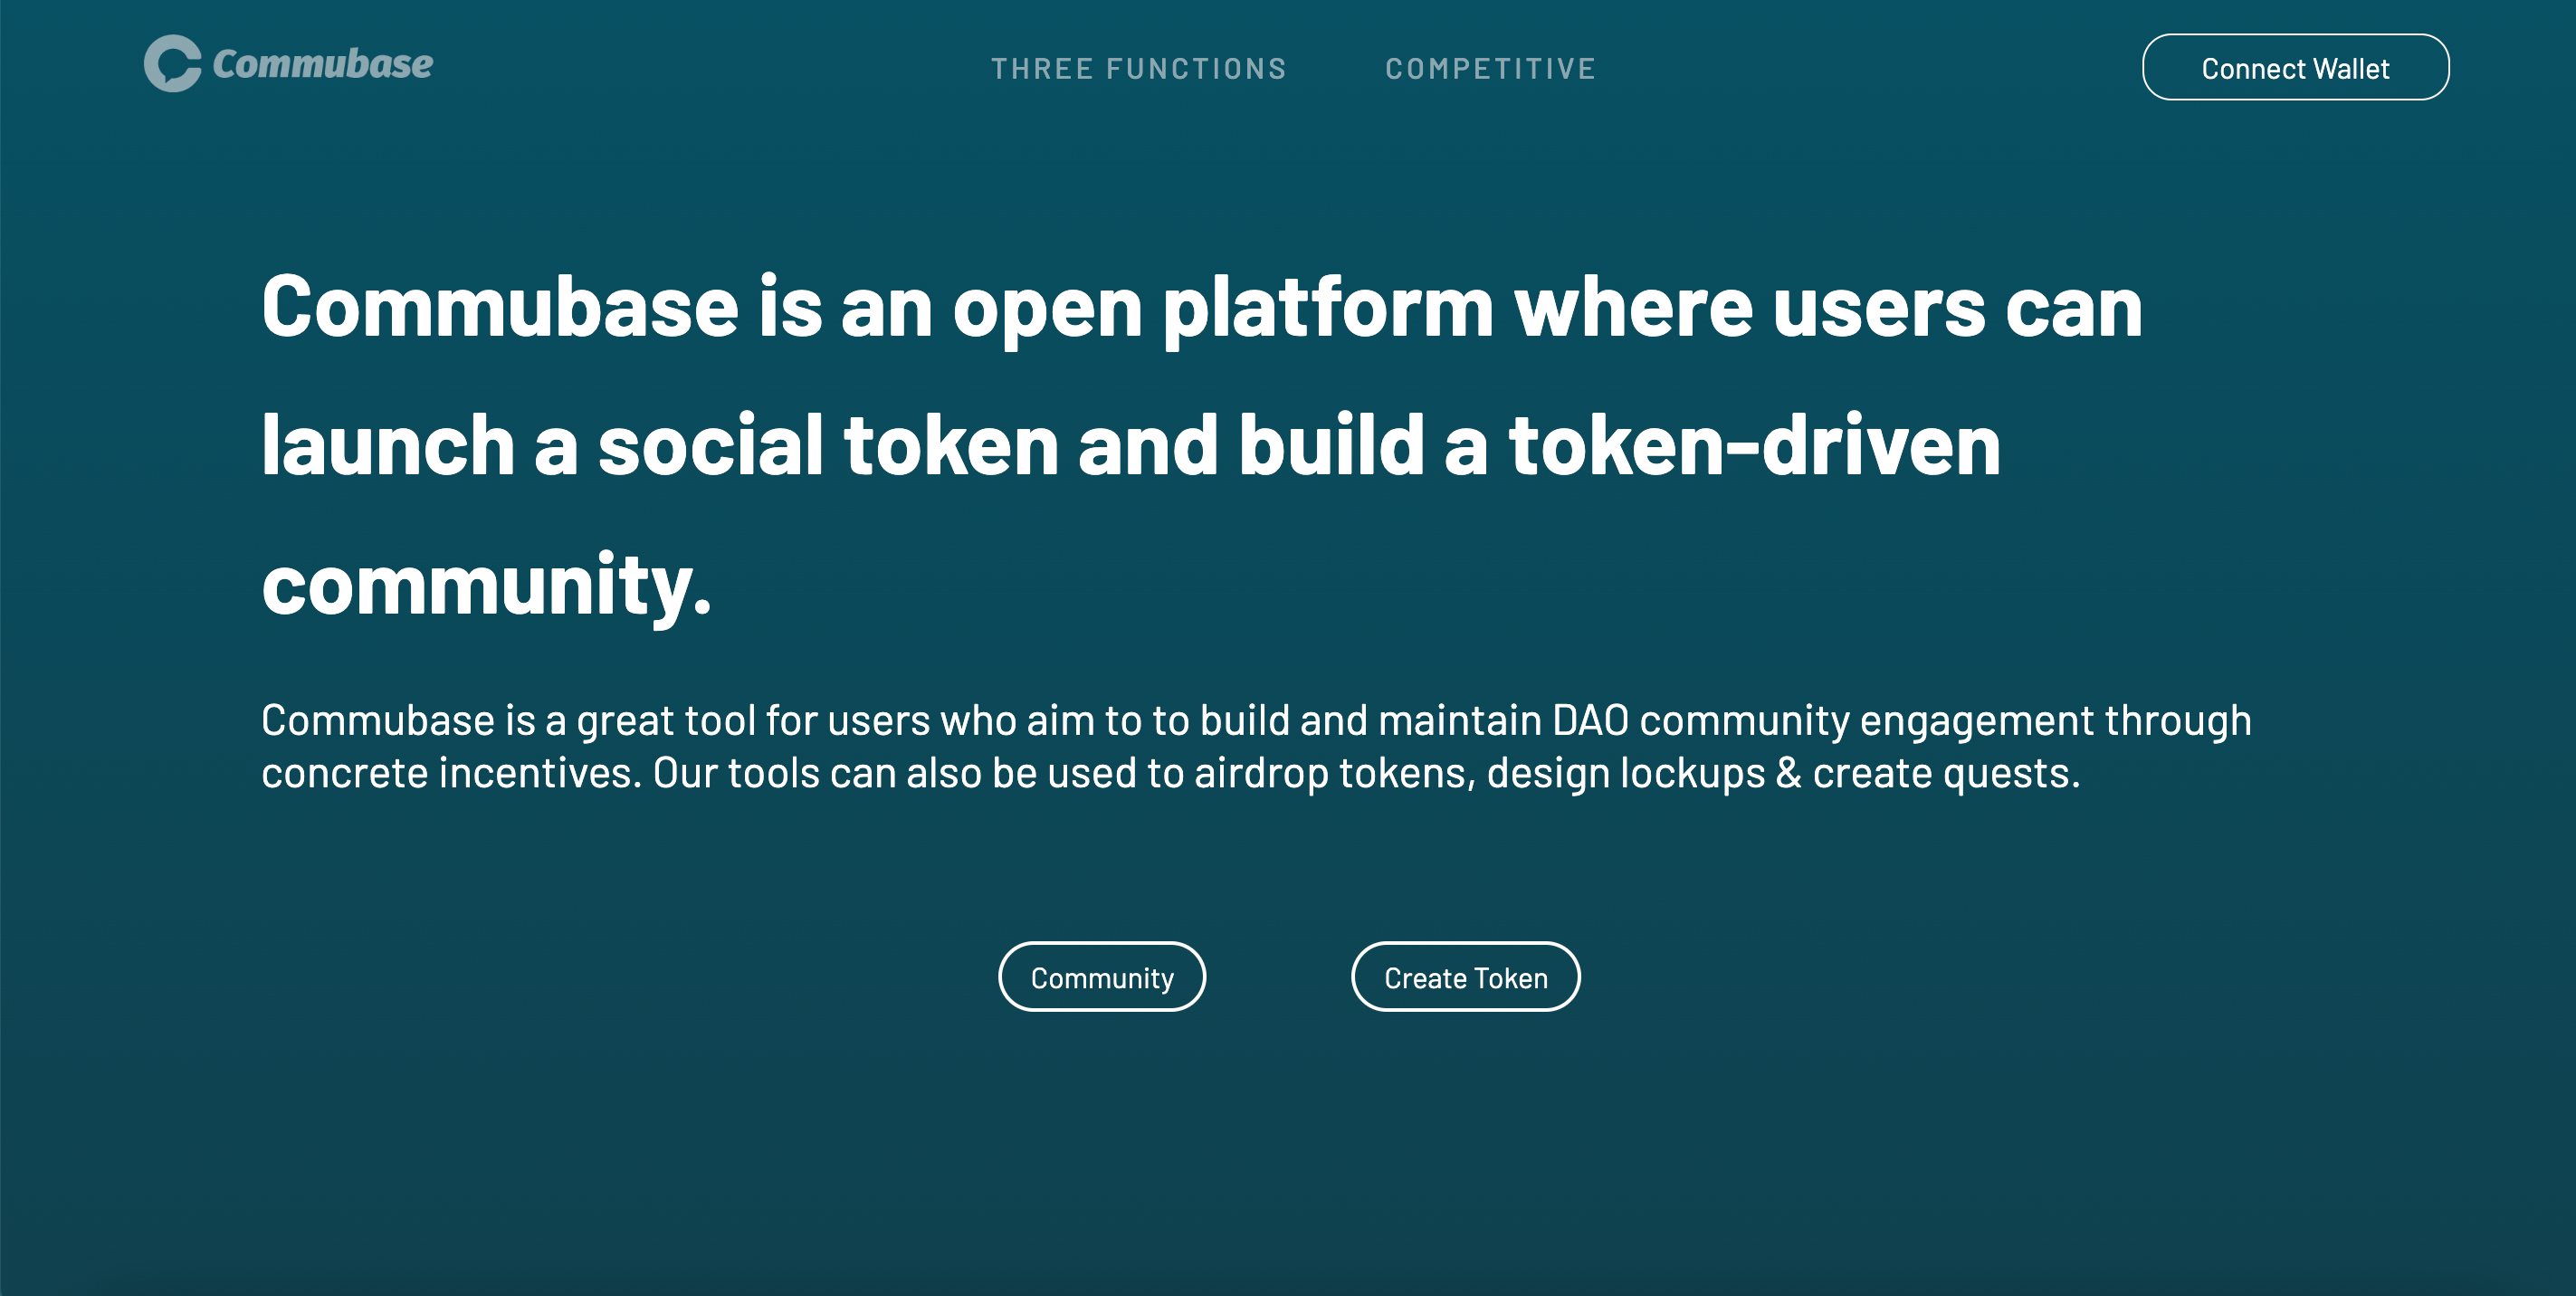 Commubase
THREE FUNCTIONS
COMPETITIVE
Connect Wallet
Commubase is an open platform where users can
launch a social token and build a token-driven
community.
Commubase is a great tool for users who aim to to build and maintain DAO community engagement through
concrete incentives. Our tools can also be used to airdrop tokens, design lockups & create quests.
Community
Create Token